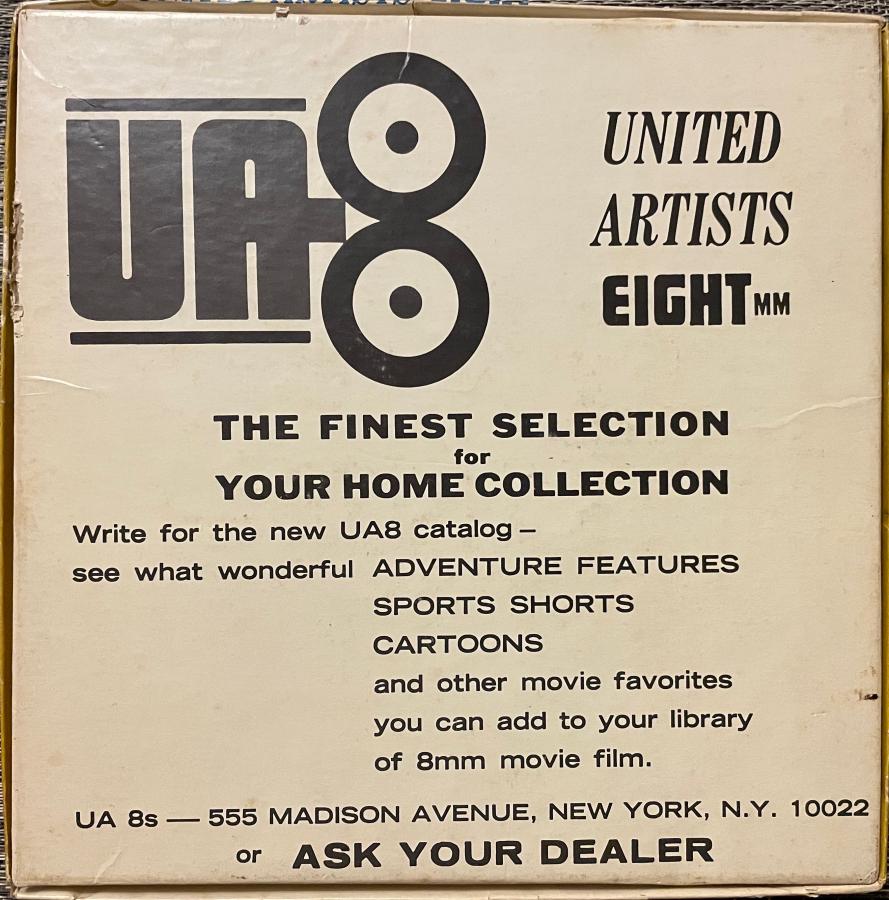 UA8
UNITED
ARTISTS
EIGHT MM
THE FINEST SELECTION
for
YOUR HOME COLLECTION
Write for the new UA8 catalog –
see what wonderful ADVENTURE FEATURES
SPORTS SHORTS
CARTOONS
and other movie favorites
you can add to your library
of 8mm movie film.
UA 8s — 555 MADISON AVENUE, NEW YORK, N.Y. 10022
or ASK YOUR DEALER